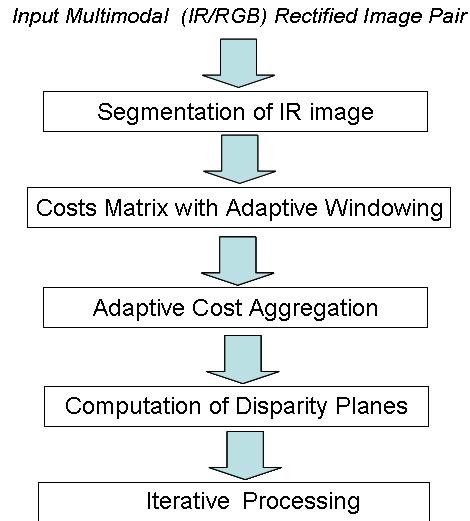 Input Multimodal (IR/RGB) Rectified Image Pair
Segmentation of IR image
Costs Matrix with Adaptive Windowing
Adaptive Cost Aggregation
Computation of Disparity Planes
Iterative Processing